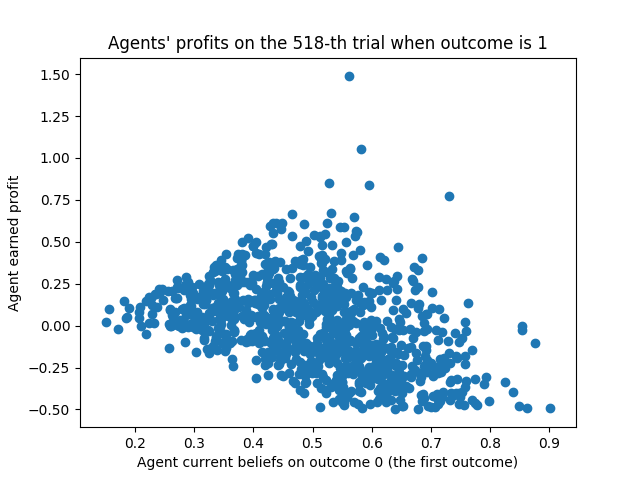 Agents' profits on the 518-th trial when outcome is 1
1.50
1.25
1.00
0.75
0.50
0.25
0.00
−0.25
−0.50
Agent earned profit
0.2 0.3 0.4 0.5 0.6 0.7 0.8 0.9
Agent current beliefs on outcome 0 (the first outcome)